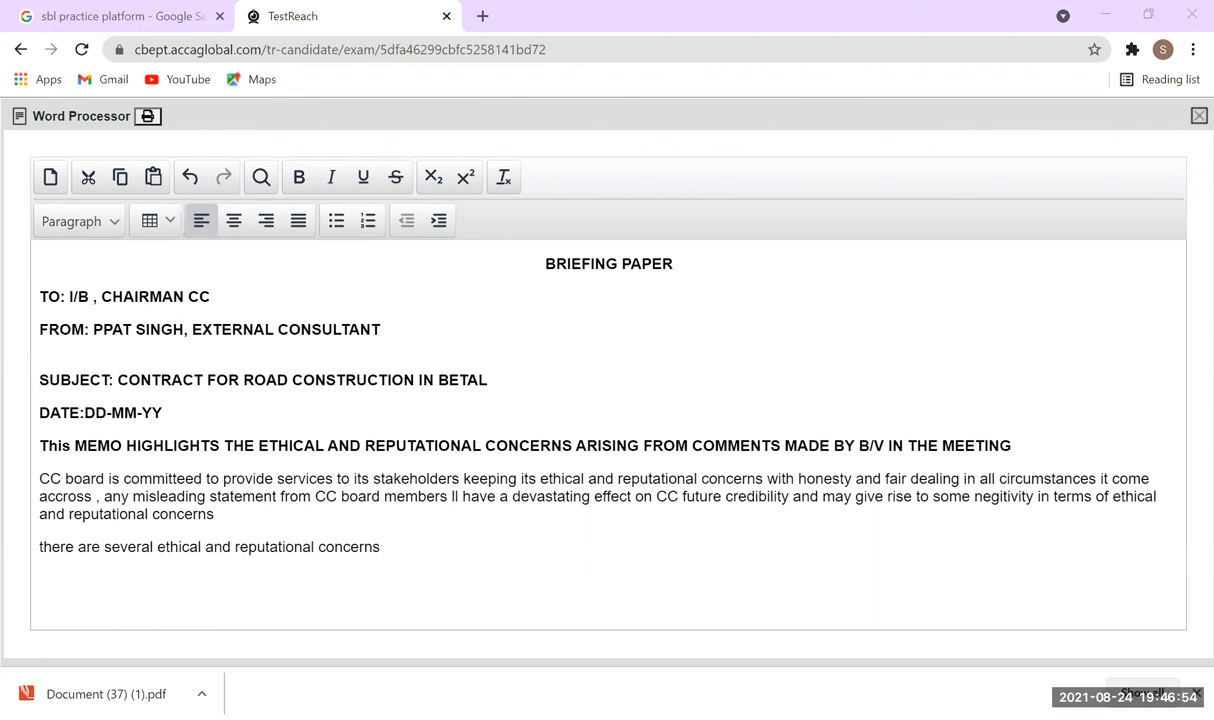 sbl practice platform - Google Se
TestReach
cbept.accaglobal.com/tr-candidate/exam/5dfa46299cbfc5258141bd72
S
Apps
Gmail
YouTube
Maps
Reading list
Word Processor
Paragraph
BRIEFING PAPER
TO: I/B , CHAIRMAN CC
FROM: PPAT SINGH, EXTERNAL CONSULTANT
SUBJECT: CONTRACT FOR ROAD CONSTRUCTION IN BETAL
DATE:DD-MM-YY
This MEMO HIGHLIGHTS THE ETHICAL AND REPUTATIONAL CONCERNS ARISING FROM COMMENTS MADE BY B/V IN THE MEETING
CC board is committeed to provide services to its stakeholders keeping its ethical and reputational concerns with honesty and fair dealing in all circumstances it come
accross , any misleading statement from CC board members ll have a devastating effect on CC future credibility and may give rise to some negitivity in terms of ethical
and reputational concerns
there are several ethical and reputational concerns
Document (37) (1).pdf
2021-08-24 19:46:54